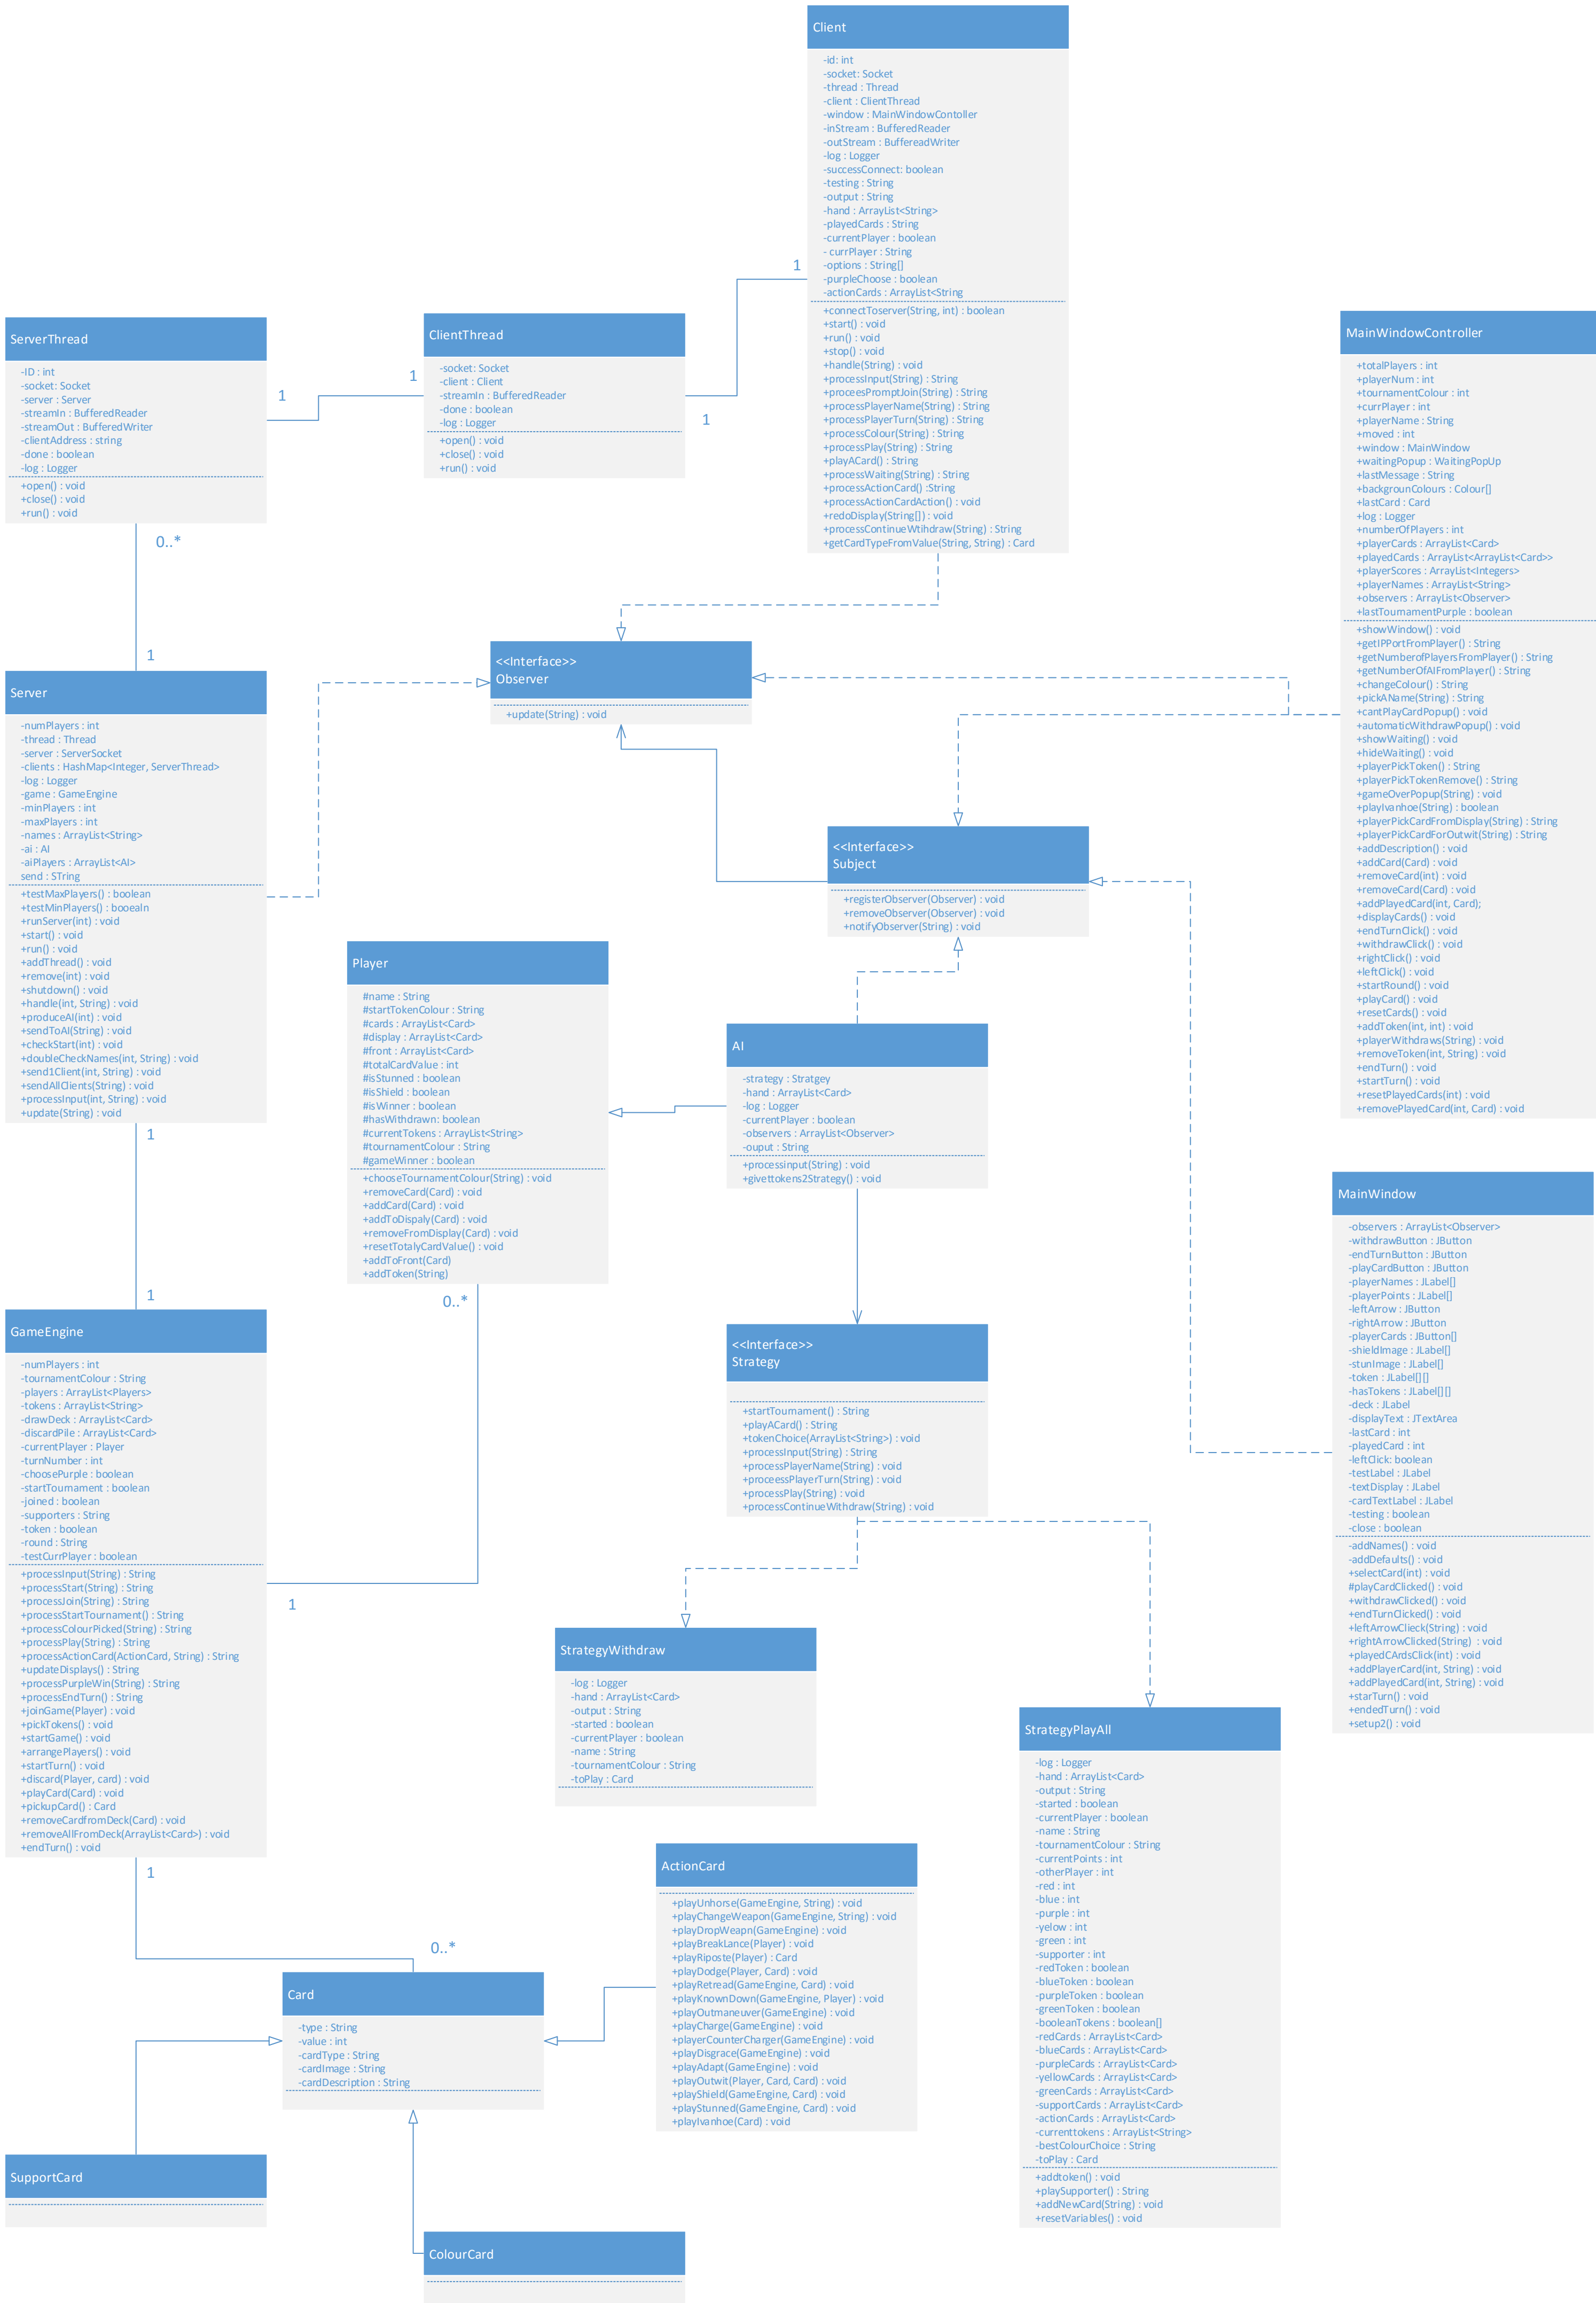 Client
-id: int
-socket: Socket
-thread : Thread
-client : ClientThread
-window : MainWindowContoller
-inStream : BufferedReader
-outStream : BuffereadWriter
-log : Logger
-successConnect: boolean
-testing : String
-output : String
-hand : ArrayList<String>
-playedCards : String
-currentPlayer : boolean
- currPlayer : String
-options : String[]
-purpleChoose : boolean
-actionCards : ArrayList<String
+connectToserver(String, int) : boolean
+start() : void
+run() : void
+stop() : void
+handle(String) : void
+processInput(String) : String
+proceesPromptJoin(String) : String
+processPlayerName(String) : String
+processPlayerTurn(String) : String
+processColour(String) : String
+processPlay(String) : String
+playACard() : String
+processWaiting(String) : String
+processActionCard() :String
+processActionCardAction() : void
+redoDisplay(String[]) : void
+processContinueWtihdraw(String) : String
+getCardTypeFromValue(String, String) : Card
1
1
ServerThread
-ID : int
-socket: Socket
-server : Server
-streamIn : BufferedReader
-streamOut : BufferedWriter
-clientAddress : string
-done : boolean
-log : Logger
+open() : void
+close() : void
+run() : void
1
1
0..*
1
ClientThread
-socket: Socket
-client : Client
-streamIn : BufferedReader
-done : boolean
-log : Logger
+open() : void
+close() : void
+run() : void
MainWindowController
+totalPlayers : int
+playerNum : int
+tournamentColour : int
+currPlayer : int
+playerName : String
+moved : int
+window : MainWindow
+waitingPopup : WaitingPopUp
+lastMessage : String
+backgrounColours : Colour[]
+lastCard : Card
+log : Logger
+numberOfPlayers : int
+playerCards : ArrayList<Card>
+playedCards : ArrayList<ArrayList<Card>>
+playerScores : ArrayList<Integers>
+playerNames : ArrayList<String>
+observers : ArrayList<Observer>
+lastTournamentPurple : boolean
+showWindow() : void
+getIPPortFromPlayer() : String
+getNumberofPlayersFromPlayer() : String
+getNumberOfAIFromPlayer() : String
+changeColour() : String
+pickAName(String) : String
+cantPlayCardPopup() : void
+automaticWithdrawPopup() : void
+showWaiting() : void
+hideWaiting() : void
+playerPickToken() : String
+playerPickTokenRemove() : String
+gameOverPopup(String) : void
+playIvanhoe(String) : boolean
+playerPickCardFromDisplay(String) : String
+playerPickCardForOutwit(String) : String
+addDescription() : void
+addCard(Card) : void
+removeCard(int) : void
+removeCard(Card) : void
+addPlayedCard(int, Card);
+displayCards() : void
+endTurnClick() : void
+withdrawClick() : void
+rightClick() : void
+leftClick() : void
+startRound() : void
+playCard() : void
+resetCards() : void
+addToken(int, int) : void
+playerWithdraws(String) : void
+removeToken(int, String) : void
+endTurn() : void
+startTurn() : void
+resetPlayedCards(int) : void
+removePlayedCard(int, Card) : void
<<Interface>>
Observer
+update(String) : void
Server
-numPlayers : int
-thread : Thread
-server : ServerSocket
-clients : HashMap<Integer, ServerThread>
-log : Logger
-game : GameEngine
-minPlayers : int
-maxPlayers : int
-names : ArrayList<String>
-ai : AI
-aiPlayers : ArrayList<AI>
send : STring
+testMaxPlayers() : boolean
+testMinPlayers() : booealn
+runServer(int) : void
+start() : void
+run() : void
+addThread() : void
+remove(int) : void
+shutdown() : void
+handle(int, String) : void
+produceAI(int) : void
+sendToAI(String) : void
+checkStart(int) : void
+doubleCheckNames(int, String) : void
+send1Client(int, String) : void
+sendAllClients(String) : void
+processInput(int, String) : void
+update(String) : void
1
1
<<Interface>>
Subject
+registerObserver(Observer) : void
+removeObserver(Observer) : void
+notifyObserver(String) : void
Player
#name : String
#startTokenColour : String
#cards : ArrayList<Card>
#display : ArrayList<Card>
#front : ArrayList<Card>
#totalCardValue : int
#isStunned : boolean
#isShield : boolean
#isWinner : boolean
#hasWithdrawn: boolean
#currentTokens : ArrayList<String>
#tournamentColour : String
#gameWinner : boolean
+chooseTournamentColour(String) : void
+removeCard(Card) : void
+addCard(Card) : void
+addToDispaly(Card) : void
+removeFromDisplay(Card) : void
+resetTotalyCardValue() : void
+addToFront(Card)
+addToken(String)
0..*
AI
-strategy : Stratgey
-hand : ArrayList<Card>
-log : Logger
-currentPlayer : boolean
-observers : ArrayList<Observer>
-ouput : String
+processinput(String) : void
+givettokens2Strategy() : void
MainWindow
-observers : ArrayList<Observer>
-withdrawButton : JButton
-endTurnButton : JButton
-playCardButton : JButton
-playerNames : JLabel[]
-playerPoints : JLabel[]
-leftArrow : JButton
-rightArrow : JButton
-playerCards : JButton[]
-shieldImage : JLabel[]
-stunImage : JLabel[]
-token : JLabel[][]
-hasTokens : JLabel[][]
-deck : JLabel
-displayText : JTextArea
-lastCard : int
-playedCard : int
-leftClick: boolean
-testLabel : JLabel
-textDisplay : JLabel
-cardTextLabel : JLabel
-testing : boolean
-close : boolean
-addNames() : void
-addDefaults() : void
+selectCard(int) : void
#playCardClicked() : void
+withdrawClicked() : void
+endTurnClicked() : void
+leftArrowClieck(String) : void
+rightArrowClicked(String) : void
+playedCArdsClick(int) : void
+addPlayerCard(int, String) : void
+addPlayedCard(int, String) : void
+starTurn() : void
+endedTurn() : void
+setup2() : void
GameEngine
-numPlayers : int
-tournamentColour : String
-players : ArrayList<Players>
-tokens : ArrayList<String>
-drawDeck : ArrayList<Card>
-discardPile : ArrayList<Card>
-currentPlayer : Player
-turnNumber : int
-choosePurple : boolean
-startTournament : boolean
-joined : boolean
-supporters : String
-token : boolean
-round : String
-testCurrPlayer : boolean
+processInput(String) : String
+processStart(String) : String
+processJoin(String) : String
+processStartTournament() : String
+processColourPicked(String) : String
+processPlay(String) : String
+processActionCard(ActionCard, String) : String
+updateDisplays() : String
+processPurpleWin(String) : String
+processEndTurn() : String
+joinGame(Player) : void
+pickTokens() : void
+startGame() : void
+arrangePlayers() : void
+startTurn() : void
+discard(Player, card) : void
+playCard(Card) : void
+pickupCard() : Card
+removeCardfromDeck(Card) : void
+removeAllFromDeck(ArrayList<Card>) : void
+endTurn() : void
1
1
0..*
<<Interface>>
Strategy
+startTournament() : String
+playACard() : String
+tokenChoice(ArrayList<String>) : void
+processInput(String) : String
+processPlayerName(String) : void
+proceessPlayerTurn(String) : void
+processPlay(String) : void
+processContinueWithdraw(String) : void
StrategyWithdraw
-log : Logger
-hand : ArrayList<Card>
-output : String
-started : boolean
-currentPlayer : boolean
-name : String
-tournamentColour : String
-toPlay : Card
StrategyPlayAll
-log : Logger
-hand : ArrayList<Card>
-output : String
-started : boolean
-currentPlayer : boolean
-name : String
-tournamentColour : String
-currentPoints : int
-otherPlayer : int
-red : int
-blue : int
-purple : int
-yelow : int
-green : int
-supporter : int
-redToken : boolean
-blueToken : boolean
-purpleToken : boolean
-greenToken : boolean
-booleanTokens : boolean[]
-redCards : ArrayList<Card>
-blueCards : ArrayList<Card>
-purpleCards : ArrayList<Card>
-yellowCards : ArrayList<Card>
-greenCards : ArrayList<Card>
-supportCards : ArrayList<Card>
-actionCards : ArrayList<Card>
-currenttokens : ArrayList<String>
-bestColourChoice : String
-toPlay : Card
+addtoken() : void
+playSupporter() : String
+addNewCard(String) : void
+resetVariables() : void
ActionCard
+playUnhorse(GameEngine, String) : void
+playChangeWeapon(GameEngine, String) : void
+playDropWeapn(GameEngine) : void
+playBreakLance(Player) : void
+playRiposte(Player) : Card
+playDodge(Player, Card) : void
+playRetread(GameEngine, Card) : void
+playKnownDown(GameEngine, Player) : void
+playOutmaneuver(GameEngine) : void
+playCharge(GameEngine) : void
+playerCounterCharger(GameEngine) : void
+playDisgrace(GameEngine) : void
+playAdapt(GameEngine) : void
+playOutwit(Player, Card, Card) : void
+playShield(GameEngine, Card) : void
+playStunned(GameEngine, Card) : void
+playIvanhoe(Card) : void
Card
-type : String
-value : int
-cardType : String
-cardImage : String
-cardDescription : String
SupportCard
ColourCard